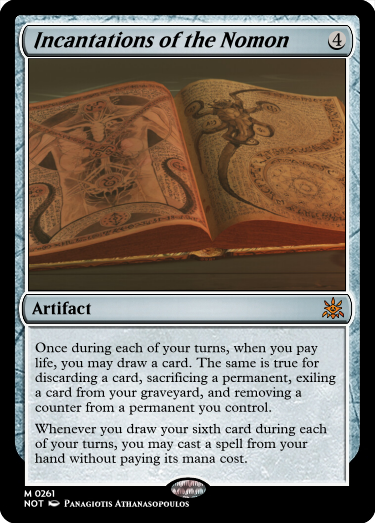 Incantations of the Nomon
4
Artifact
Once during each of your turns, when you pay
life, you may draw a card. The same is true for
discarding a card, sacrificing a permanent, exiling
a card from your graveyard, and removing a
counter from a permanent you control.
Whenever you draw your sixth card during each
of your turns, you may cast a spell from your
hand without paying its mana cost.
M 0261
NOT Panagiotis Athanasopoulos